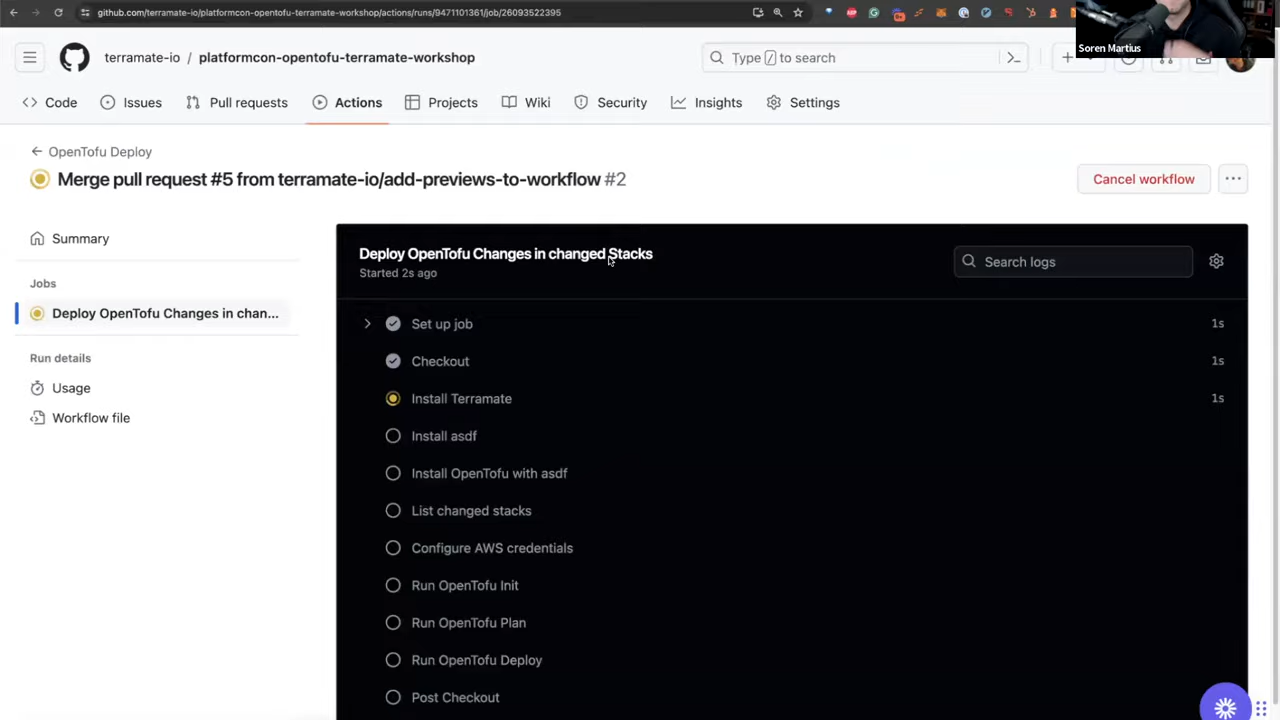 github.com/terramate-io/platformcon-opentofu-terramate-workshop/actions/runs/9471101361/job/26093522395
Soren Martius
terramate-io / platformcon-opentofu-terramate-workshop
Type / to search
Code
Issues
Pull requests
Actions
Projects
Wiki
Security
Insights
Settings
OpenTofu Deploy
Merge pull request #5 from terramate-io/add-previews-to-workflow #2
Cancel workflow
Summary
Jobs
Deploy OpenTofu Changes in chan...
Run details
Usage
Workflow file
Deploy OpenTofu Changes in changed Stacks
Started 2s ago
Search logs
Set up job 1s
Checkout 1s
Install Terramate 1s
Install asdf
Install OpenTofu with asdf
List changed stacks
Configure AWS credentials
Run OpenTofu Init
Run OpenTofu Plan
Run OpenTofu Deploy
Post Checkout